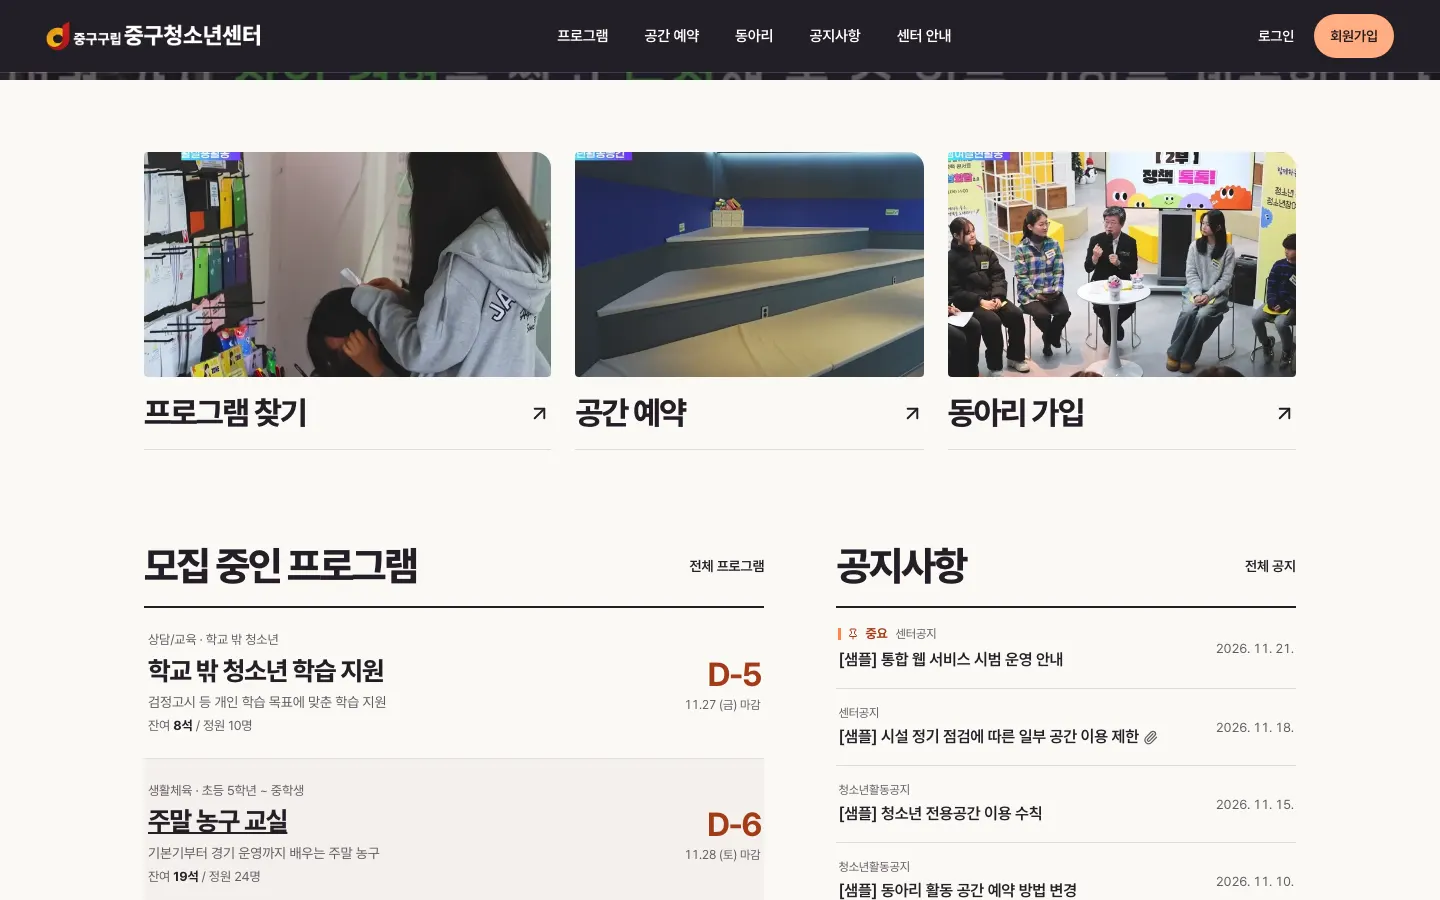 중구구립 중구청소년센터
프로그램
공간 예약
동아리
공지사항
센터 안내
로그인
회원가입
[ 2부 ]
정책 톡톡!
JA
프로그램 찾기
공간 예약
동아리 가입
모집 중인 프로그램
전체 프로그램
상담/교육 · 학교 밖 청소년
학교 밖 청소년 학습 지원
검정고시 등 개인 학습 목표에 맞춘 학습 지원
잔여 8석 / 정원 10명
D-5
11.27 (금) 마감
생활체육 · 초등 5학년 ~ 중학생
주말 농구 교실
기본기부터 경기 운영까지 배우는 주말 농구
잔여 19석 / 정원 24명
D-6
11.28 (토) 마감
공지사항
전체 공지
중요 센터공지
[샘플] 통합 웹 서비스 시범 운영 안내
2026. 11. 21.
센터공지
[샘플] 시설 정기 점검에 따른 일부 공간 이용 제한
2026. 11. 18.
청소년활동공지
[샘플] 청소년 전용공간 이용 수칙
2026. 11. 15.
청소년활동공지
[샘플] 동아리 활동 공간 예약 방법 변경
2026. 11. 10.